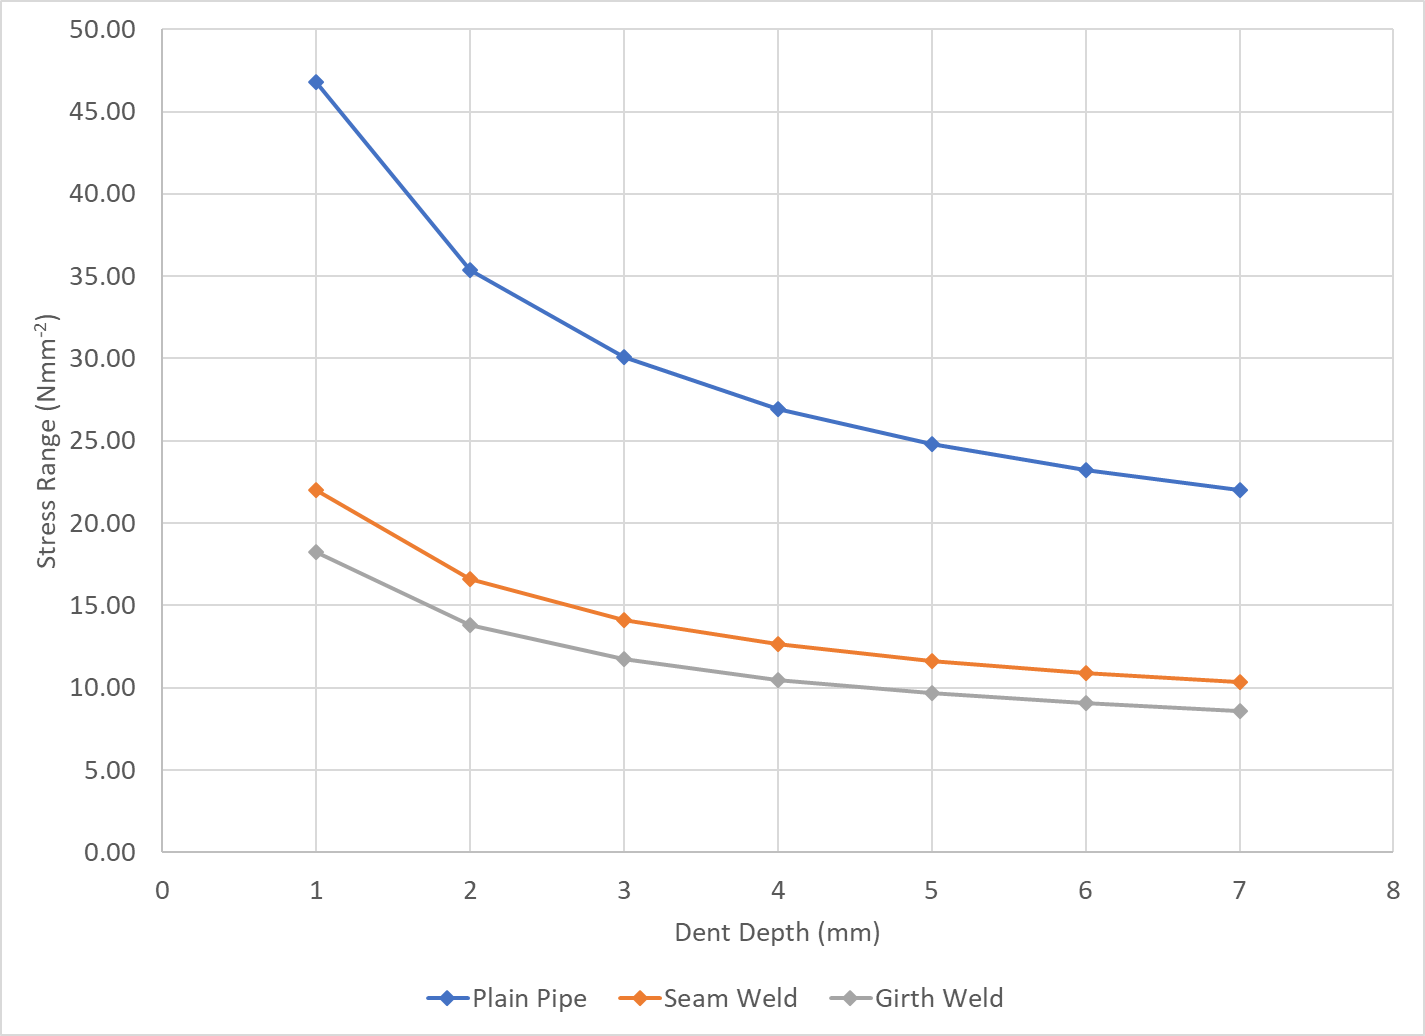 50.00
45.00
40.00
35.00
30.00
25.00
20.00
15.00
10.00
5.00
0.00
Stress Range (Nmm-2)
0 1 2 3 4 5 6 7 8
Dent Depth (mm)
Plain Pipe Seam Weld Girth Weld